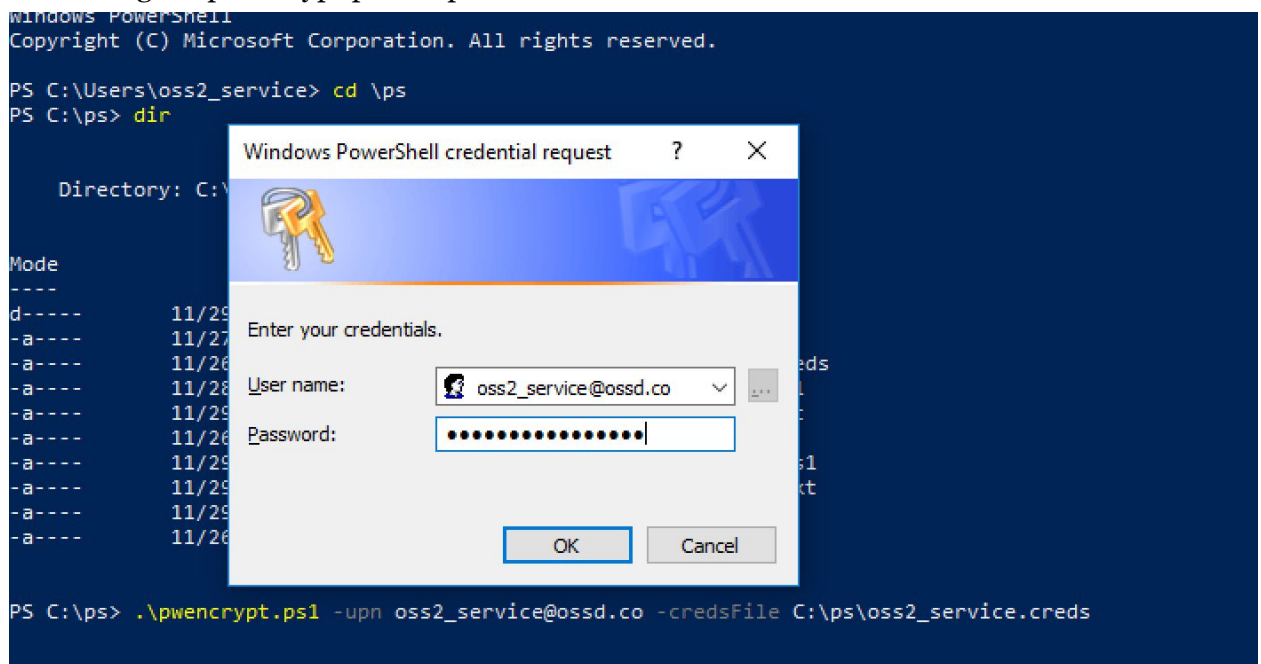 Windows PowerShell
Copyright (C) Microsoft Corporation. All rights reserved.
PS C:\Users\oss2_service> cd \ps
PS C:\ps> dir
Directory: C:\
Mode
----
d----- 11/29
-a---- 11/27
-a---- 11/26 eds
-a---- 11/28
-a---- 11/29
-a---- 11/26
-a---- 11/29 s1
-a---- 11/29 xt
-a---- 11/29
-a---- 11/26
Windows PowerShell credential request ? ×
Enter your credentials.
User name: oss2_service@ossd.co ...
Password: ●●●●●●●●●●●●●●●●
OK Cancel
PS C:\ps> .\pwencrypt.ps1 -upn oss2_service@ossd.co -credsFile C:\ps\oss2_service.creds